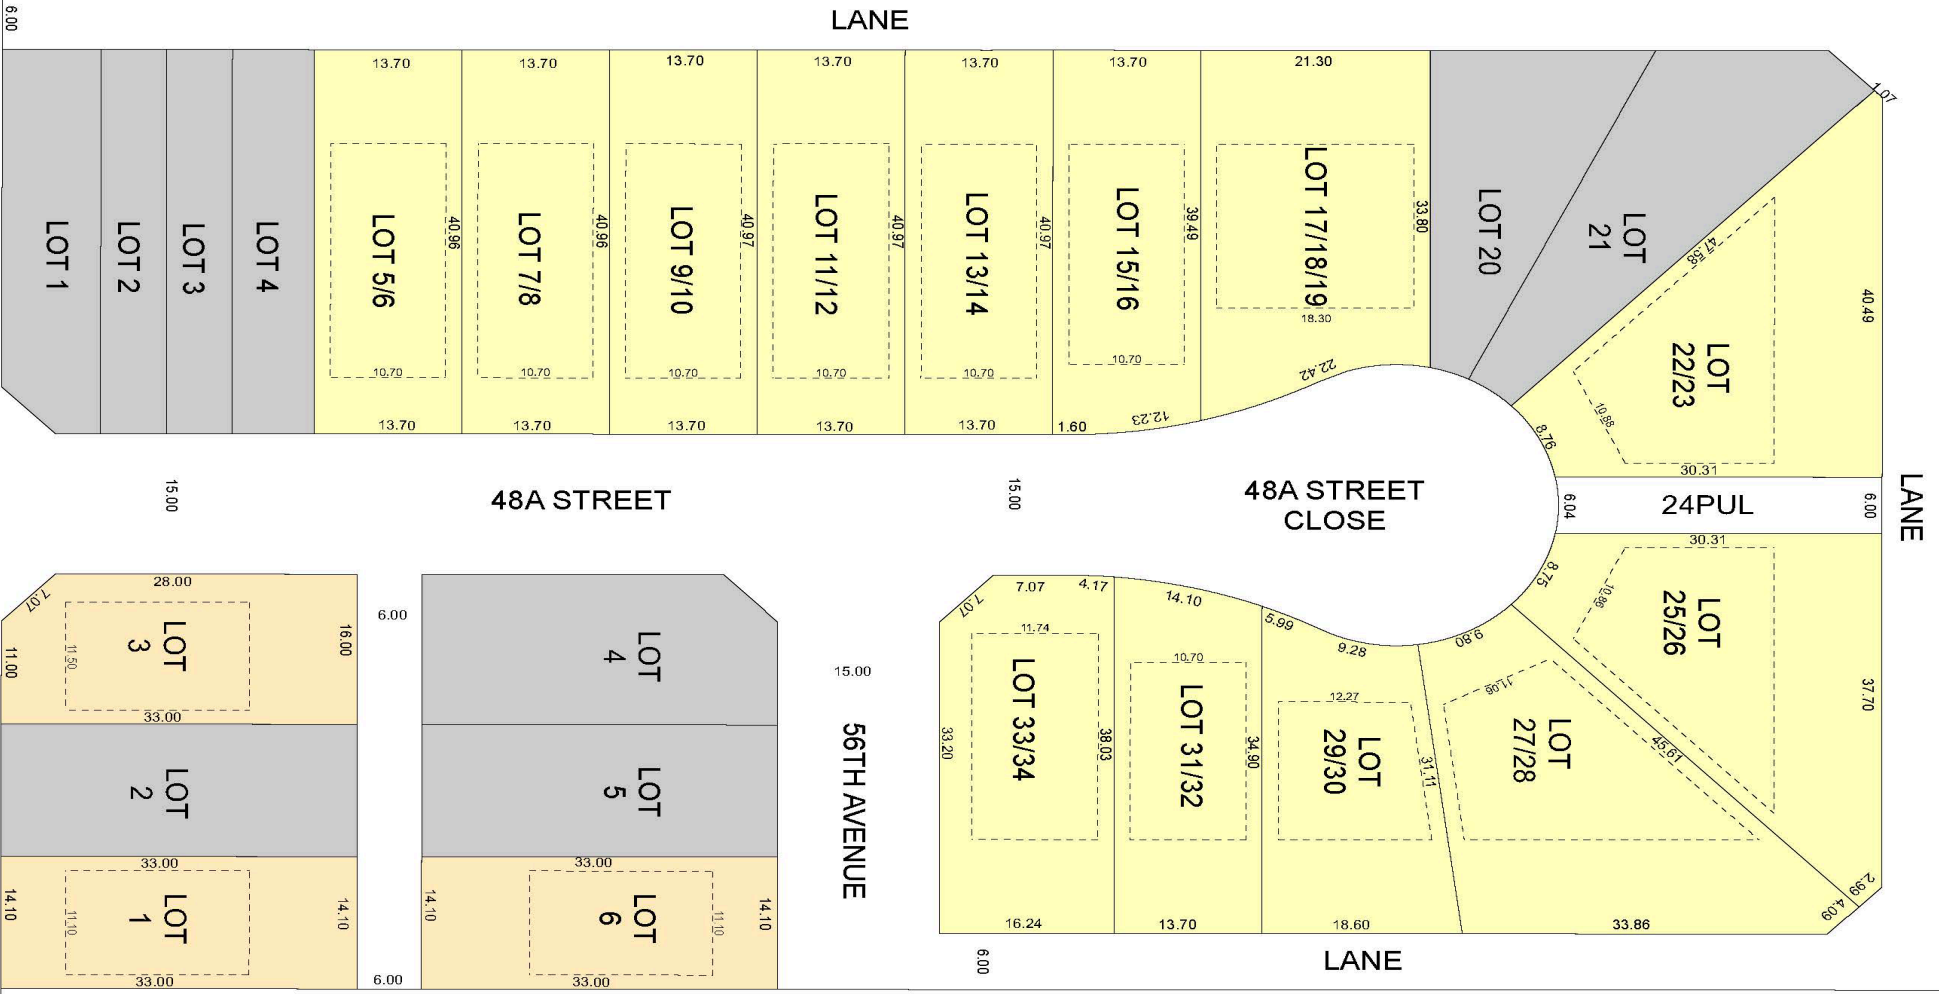 LANE
6.00
13.70
13.70
13.70
13.70
13.70
13.70
21.30
1.07
LOT 1
LOT 2
LOT 3
LOT 4
LOT 5/6
40.96
LOT 7/8
40.96
LOT 9/10
40.97
LOT 11/12
40.97
LOT 13/14
40.97
LOT 15/16
39.49
LOT 17/18/19
33.80
18.30
LOT 20
LOT
21
47.58
40.49
LOT
22/23
10.88
10.70
10.70
10.70
10.70
10.70
10.70
22.42
13.70
13.70
13.70
13.70
13.70
1.60
12.23
8.76
30.31
15.00
48A STREET
15.00
48A STREET
CLOSE
6.04
24PUL
6.00
LANE
30.31
28.00
7.07
11.00
LOT
3
11.50
16.00
33.00
6.00
LOT
4
15.00
7.07
7.07
4.17
14.10
5.99
9.28
9.80
8.75
10.86
LOT
25/26
37.70
11.74
LOT 33/34
33.20
38.03
10.70
LOT 31/32
34.90
12.27
LOT
29/30
31.11
11.06
LOT
27/28
45.61
2.99
4.09
LOT
2
LOT
5
56TH AVENUE
33.00
33.00
14.10
11.10
LOT
1
14.10
14.10
LOT
6
11.10
14.10
16.24
13.70
18.60
33.86
33.00
6.00
33.00
6.00
LANE